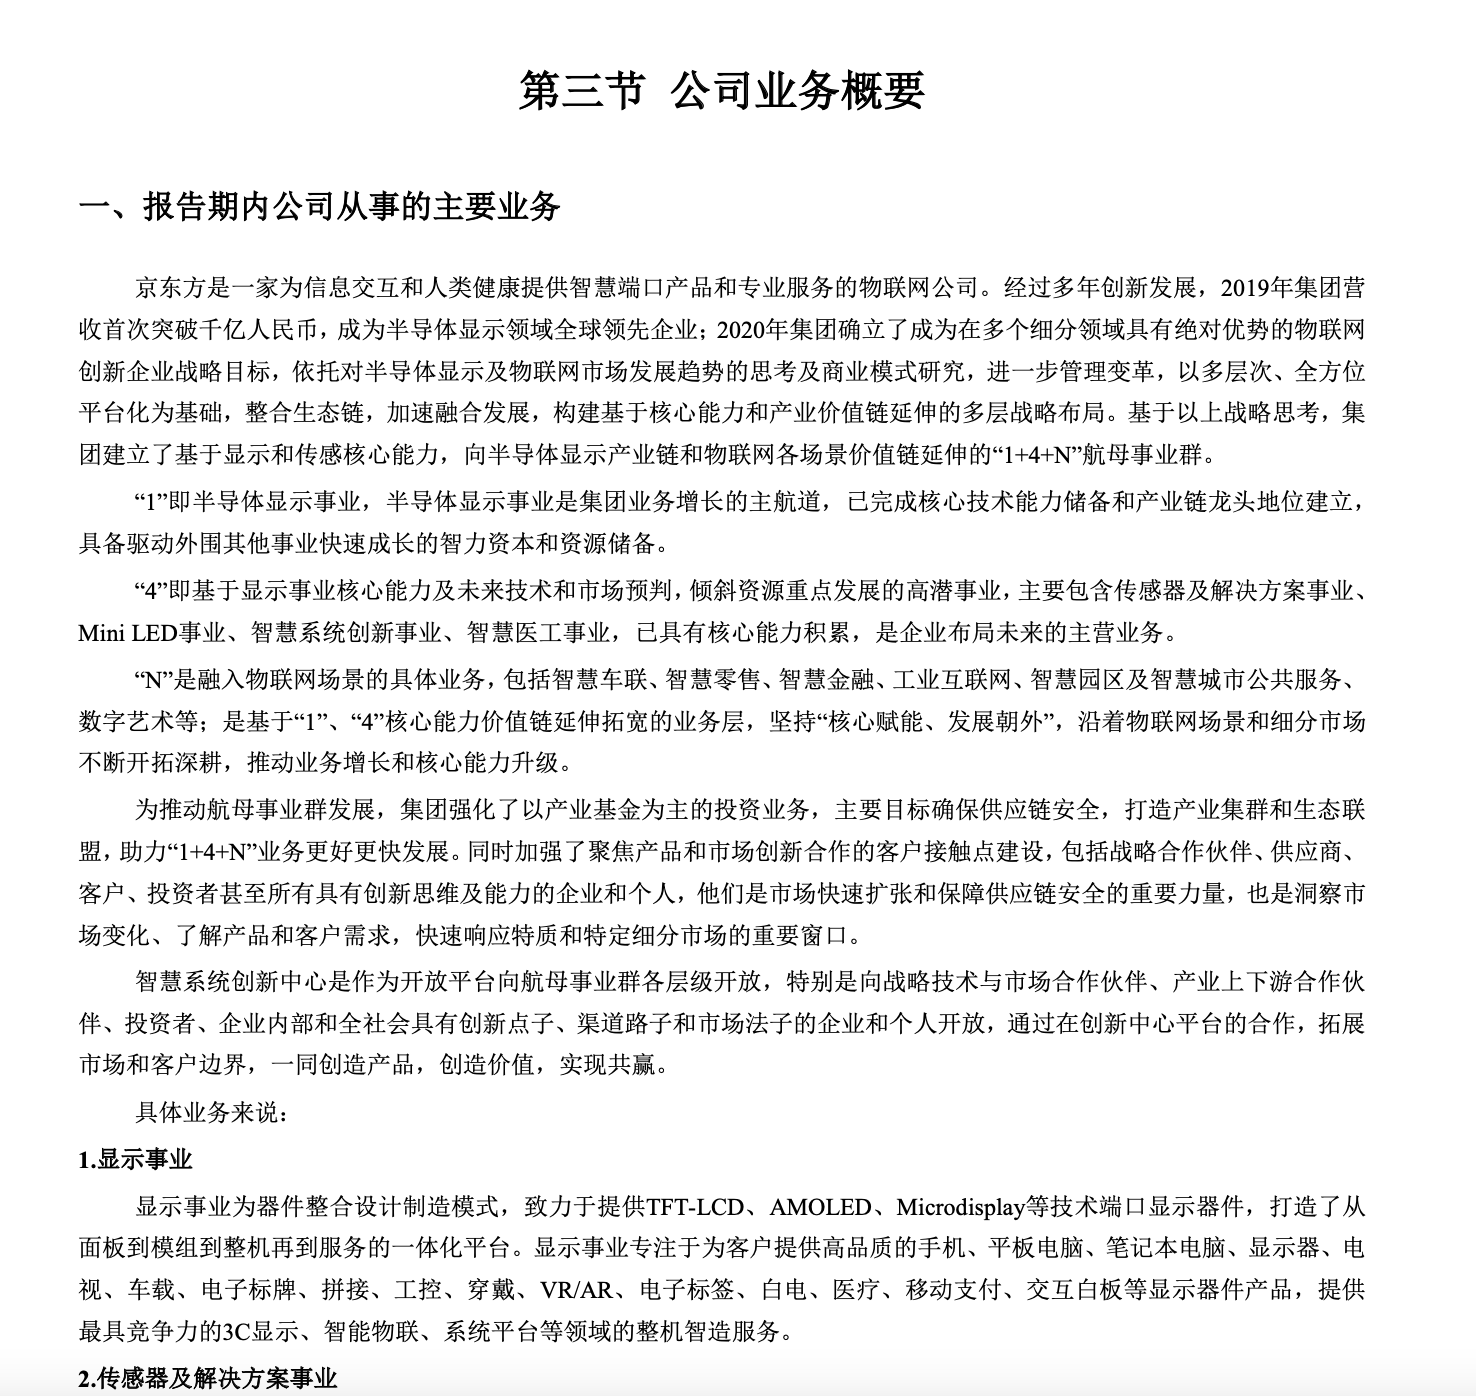 第三节 公司业务概要
一、报告期内公司从事的主要业务
京东方是一家为信息交互和人类健康提供智慧端口产品和专业服务的物联网公司。经过多年创新发展，2019年集团营
收首次突破千亿人民币，成为半导体显示领域全球领先企业；2020年集团确立了成为在多个细分领域具有绝对优势的物联网
创新企业战略目标，依托对半导体显示及物联网市场发展趋势的思考及商业模式研究，进一步管理变革，以多层次、全方位
平台化为基础，整合生态链，加速融合发展，构建基于核心能力和产业价值链延伸的多层战略布局。基于以上战略思考，集
团建立了基于显示和传感核心能力，向半导体显示产业链和物联网各场景价值链延伸的“1+4+N”航母事业群。
“1”即半导体显示事业，半导体显示事业是集团业务增长的主航道，已完成核心技术能力储备和产业链龙头地位建立，
具备驱动外围其他事业快速成长的智力资本和资源储备。
“4”即基于显示事业核心能力及未来技术和市场预判，倾斜资源重点发展的高潜事业，主要包含传感器及解决方案事业、
Mini LED事业、智慧系统创新事业、智慧医工事业，已具有核心能力积累，是企业布局未来的主营业务。
“N”是融入物联网场景的具体业务，包括智慧车联、智慧零售、智慧金融、工业互联网、智慧园区及智慧城市公共服务、
数字艺术等；是基于“1”、“4”核心能力价值链延伸拓宽的业务层，坚持“核心赋能、发展朝外”，沿着物联网场景和细分市场
不断开拓深耕，推动业务增长和核心能力升级。
为推动航母事业群发展，集团强化了以产业基金为主的投资业务，主要目标确保供应链安全，打造产业集群和生态联
盟，助力“1+4+N”业务更好更快发展。同时加强了聚焦产品和市场创新合作的客户接触点建设，包括战略合作伙伴、供应商、
客户、投资者甚至所有具有创新思维及能力的企业和个人，他们是市场快速扩张和保障供应链安全的重要力量，也是洞察市
场变化、了解产品和客户需求，快速响应特质和特定细分市场的重要窗口。
智慧系统创新中心是作为开放平台向航母事业群各层级开放，特别是向战略技术与市场合作伙伴、产业上下游合作伙
伴、投资者、企业内部和全社会具有创新点子、渠道路子和市场法子的企业和个人开放，通过在创新中心平台的合作，拓展
市场和客户边界，一同创造产品，创造价值，实现共赢。
具体业务来说：
1.显示事业
显示事业为器件整合设计制造模式，致力于提供TFT-LCD、AMOLED、Microdisplay等技术端口显示器件，打造了从
面板到模组到整机再到服务的一体化平台。显示事业专注于为客户提供高品质的手机、平板电脑、笔记本电脑、显示器、电
视、车载、电子标牌、拼接、工控、穿戴、VR/AR、电子标签、白电、医疗、移动支付、交互白板等显示器件产品，提供
最具竞争力的3C显示、智能物联、系统平台等领域的整机智造服务。
2.传感器及解决方案事业